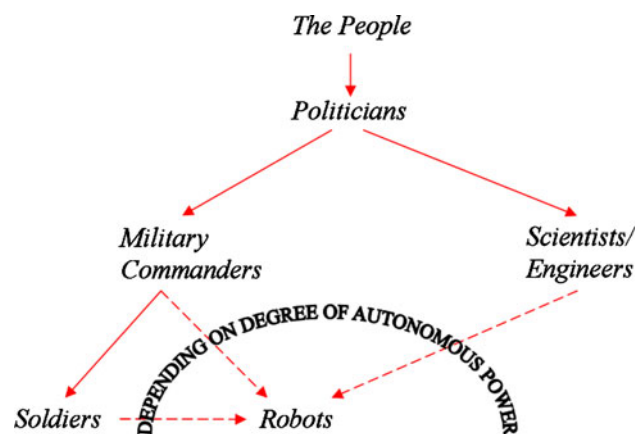 The People
Politicians
Military
Commanders
Scientists/
Engineers
DEPENDING ON DEGREE OF AUTONOMOUS POWER
Soldiers
Robots